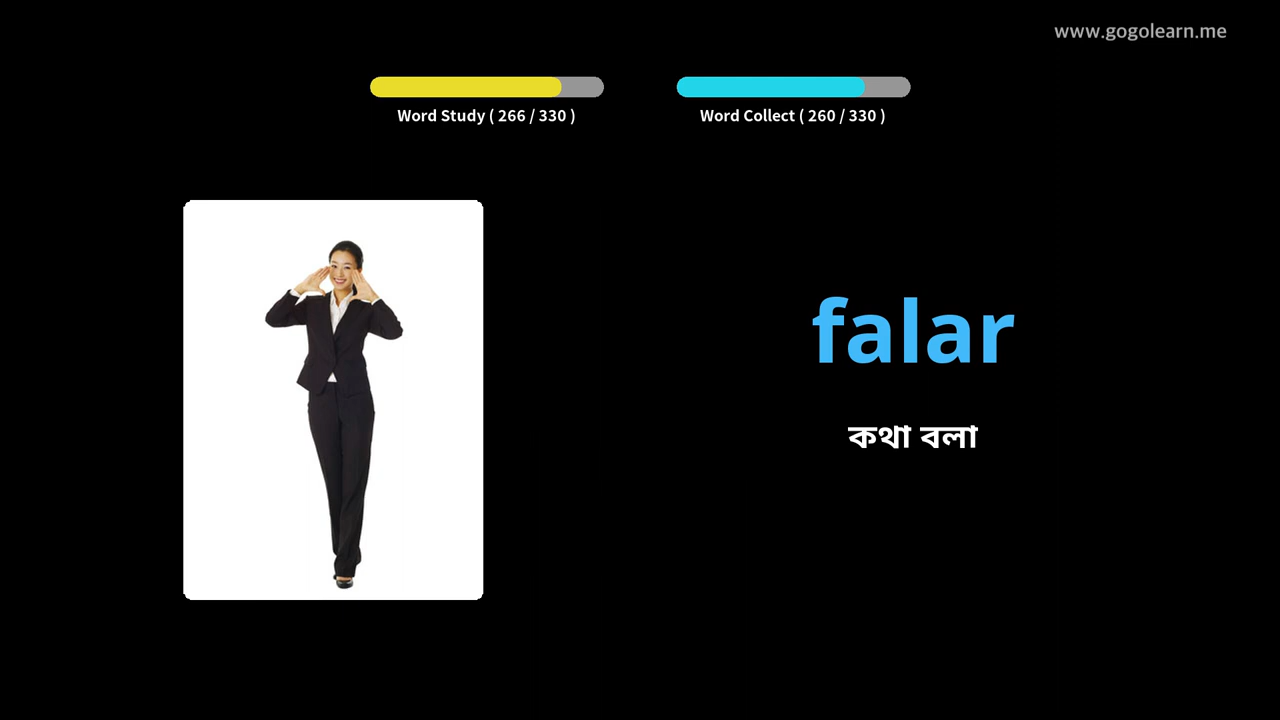 www.gogolearn.me
Word Study ( 266 / 330 )
Word Collect ( 260 / 330 )
falar
কথা বলা